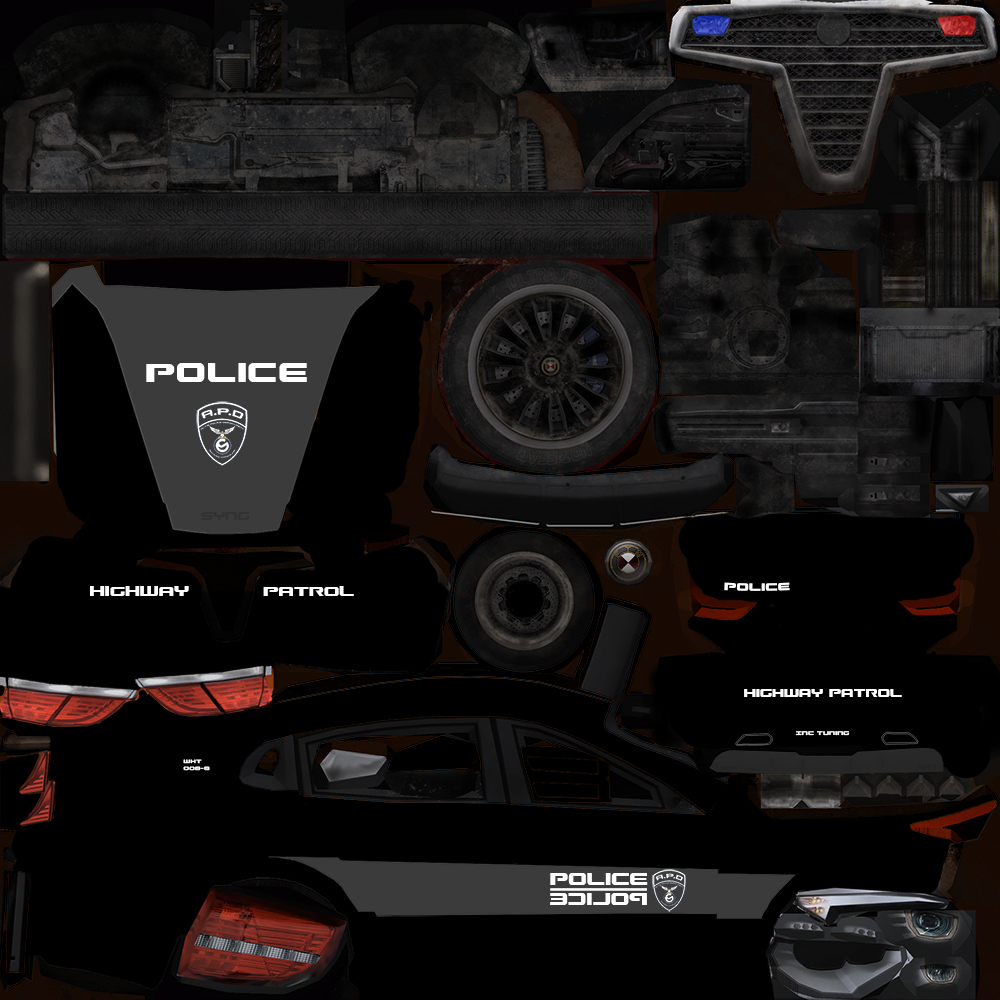 POLICE
A.P.D
SYNC
HIGHWAY PATROL
POLICE
HIGHWAY PATROL
INC TUNING
WHT
008-8
POLICE
POLICE
A.P.D